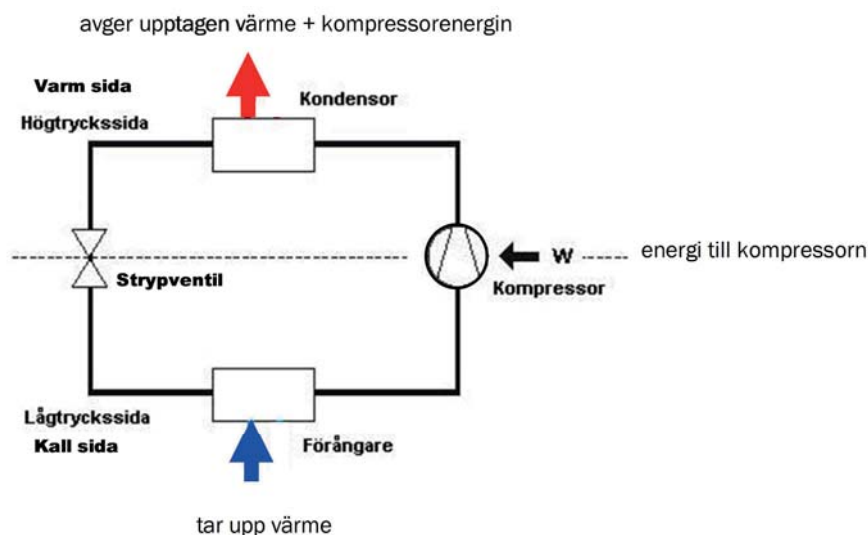 avger upptagen värme + kompressorenergin
Varm sida
Kondensor
Högtryckssida
energi till kompressorn
W
Strypventil
Kompressor
Lågtryckssida
Förångare
Kall sida
tar upp värme